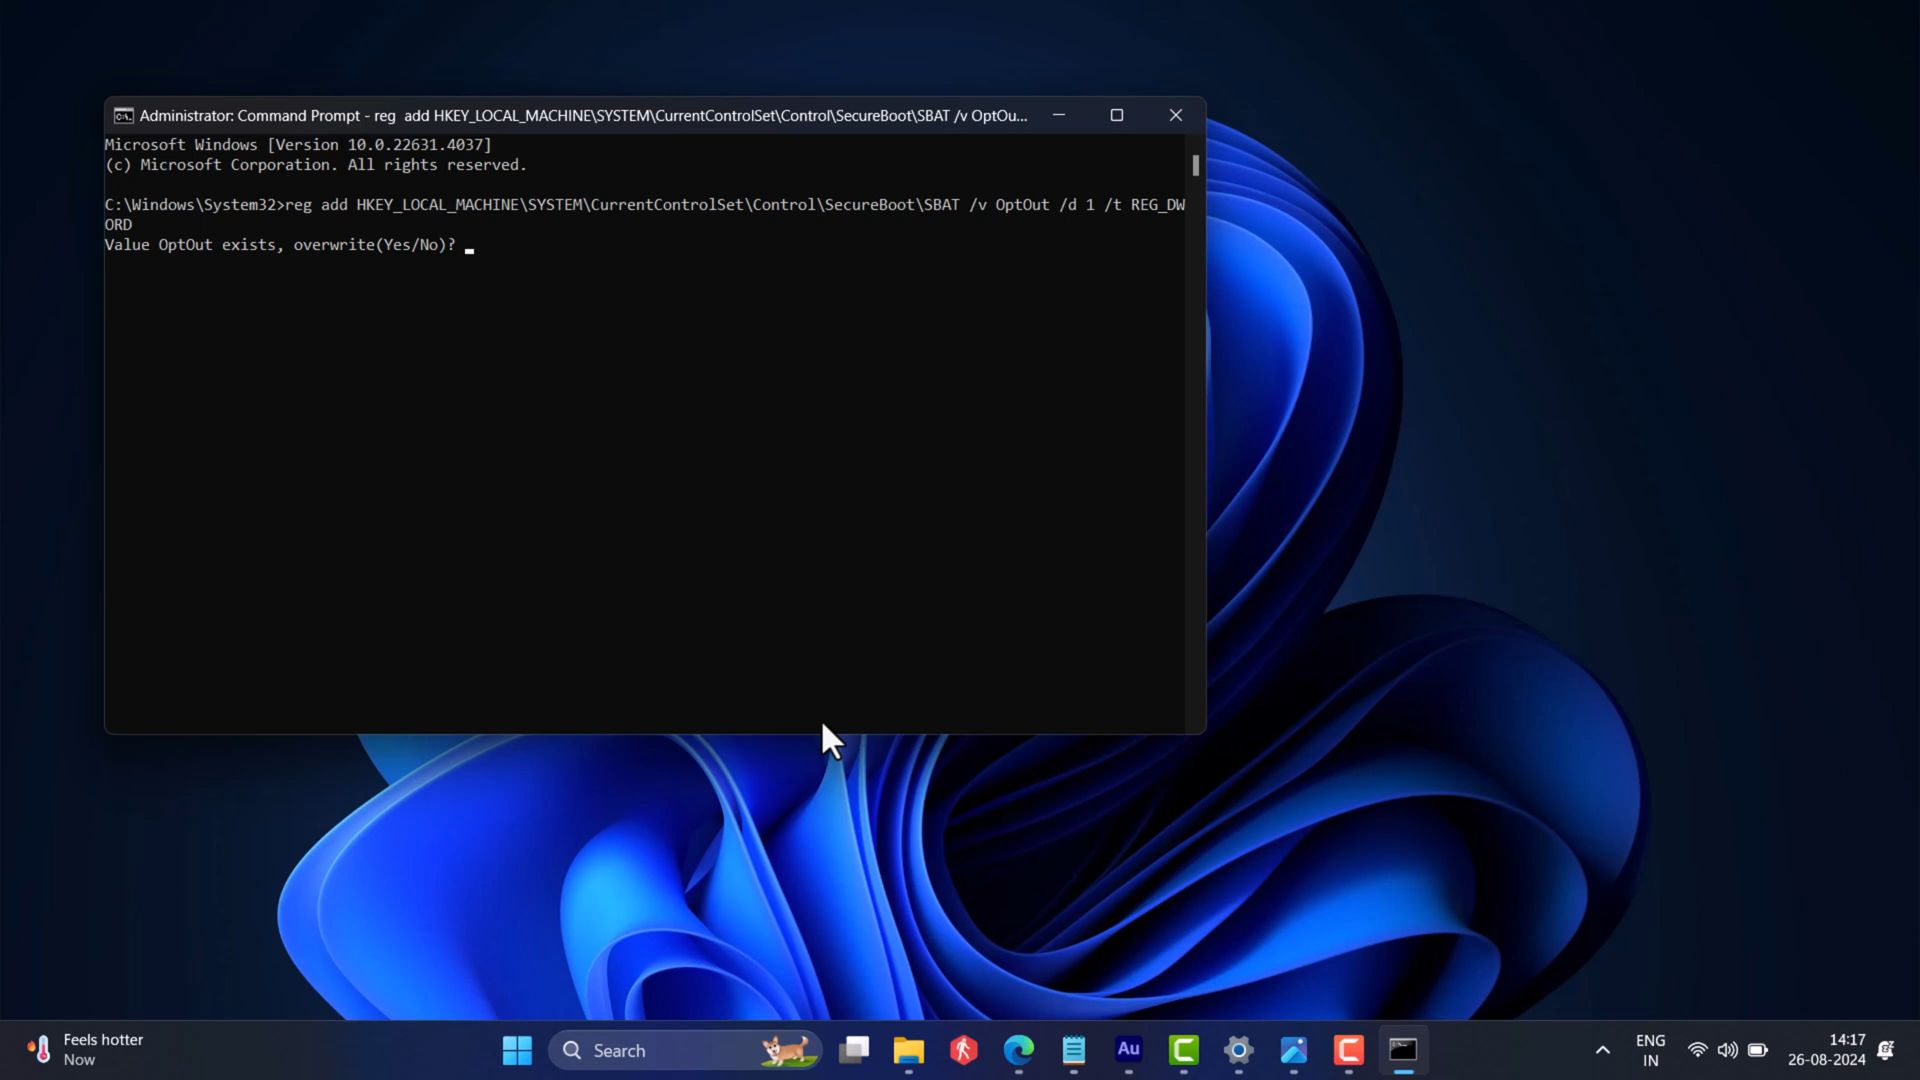 Administrator: Command Prompt - reg  add HKEY_LOCAL_MACHINE\SYSTEM\CurrentControlSet\Control\SecureBoot\SBAT /v OptOu...
Microsoft Windows [Version 10.0.22631.4037]
(c) Microsoft Corporation. All rights reserved.
C:\Windows\System32>reg add HKEY_LOCAL_MACHINE\SYSTEM\CurrentControlSet\Control\SecureBoot\SBAT /v OptOut /d 1 /t REG_DW
ORD
Value OptOut exists, overwrite(Yes/No)? _
Feels hotter
Now
Search
Au
ENG
IN
14:17
26-08-2024